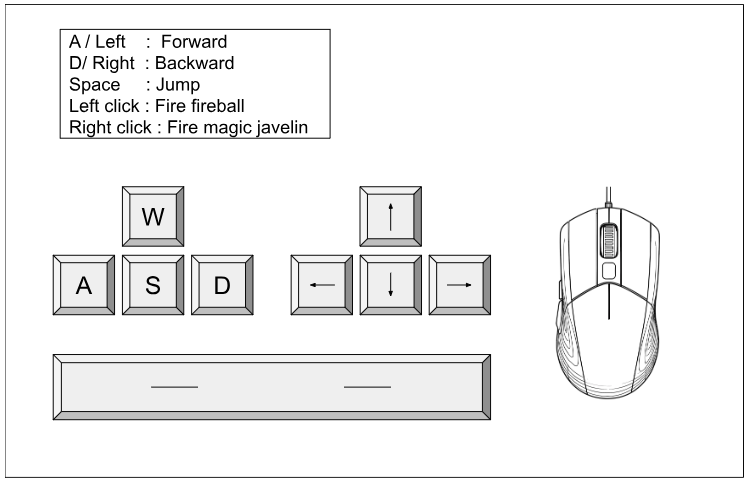 A / Left : Forward
D/ Right : Backward
Space : Jump
Left click : Fire fireball
Right click : Fire magic javelin
W
A S D